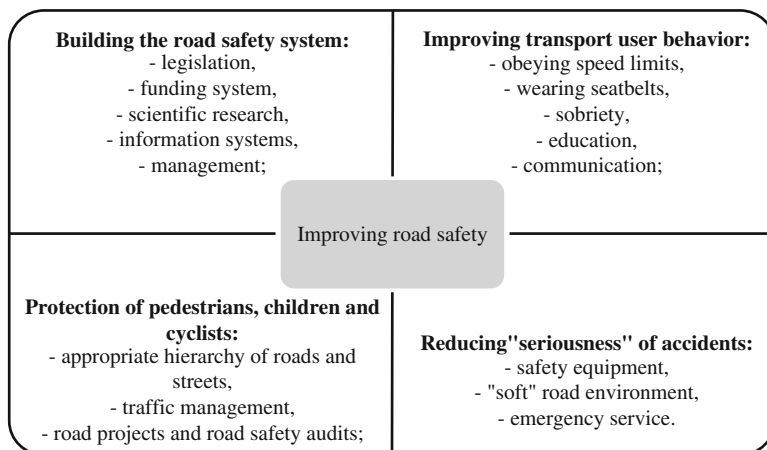 Building the road safety system:
- legislation,
- funding system,
- scientific research,
- information systems,
- management;
Improving transport user behavior:
- obeying speed limits,
- wearing seatbelts,
- sobriety,
- education,
- communication;
Improving road safety
Protection of pedestrians, children and
cyclists:
- appropriate hierarchy of roads and
streets,
- traffic management,
- road projects and road safety audits;
Reducing"seriousness" of accidents:
- safety equipment,
- "soft" road environment,
- emergency service.